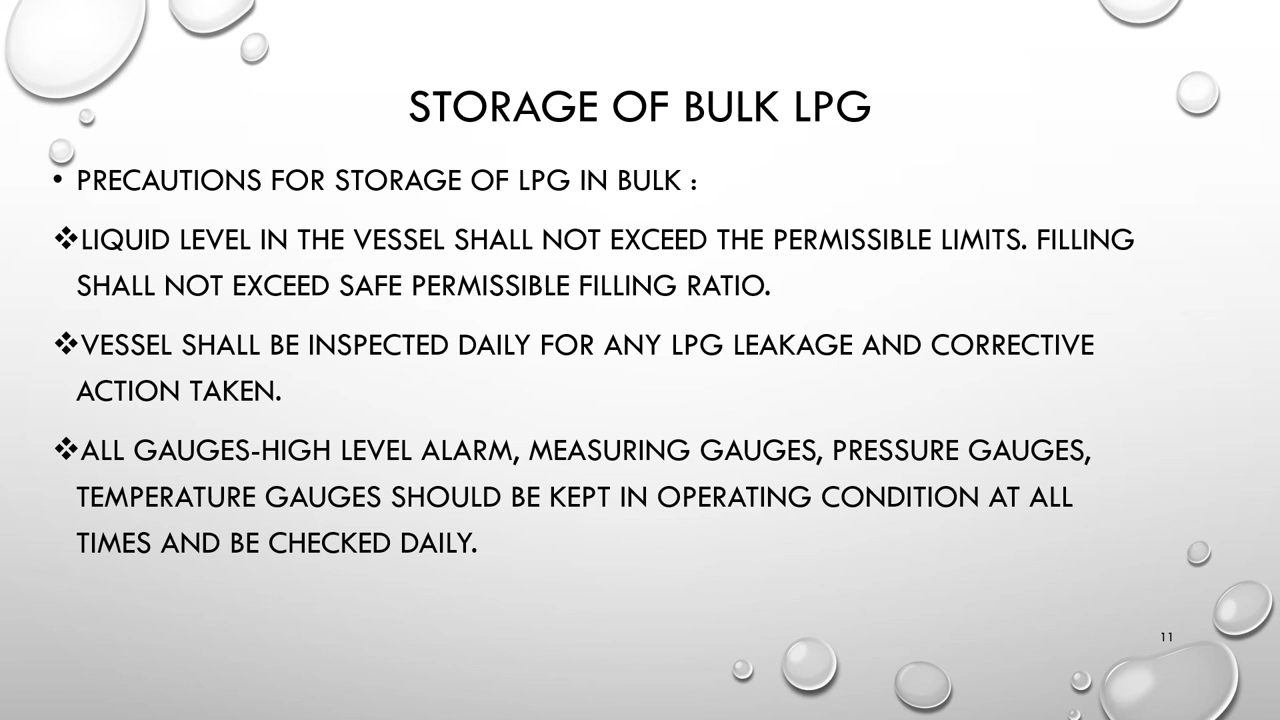 STORAGE OF BULK LPG
• PRECAUTIONS FOR STORAGE OF LPG IN BULK :
❖LIQUID LEVEL IN THE VESSEL SHALL NOT EXCEED THE PERMISSIBLE LIMITS. FILLING
SHALL NOT EXCEED SAFE PERMISSIBLE FILLING RATIO.
❖VESSEL SHALL BE INSPECTED DAILY FOR ANY LPG LEAKAGE AND CORRECTIVE
ACTION TAKEN.
❖ALL GAUGES-HIGH LEVEL ALARM, MEASURING GAUGES, PRESSURE GAUGES,
TEMPERATURE GAUGES SHOULD BE KEPT IN OPERATING CONDITION AT ALL
TIMES AND BE CHECKED DAILY.
11